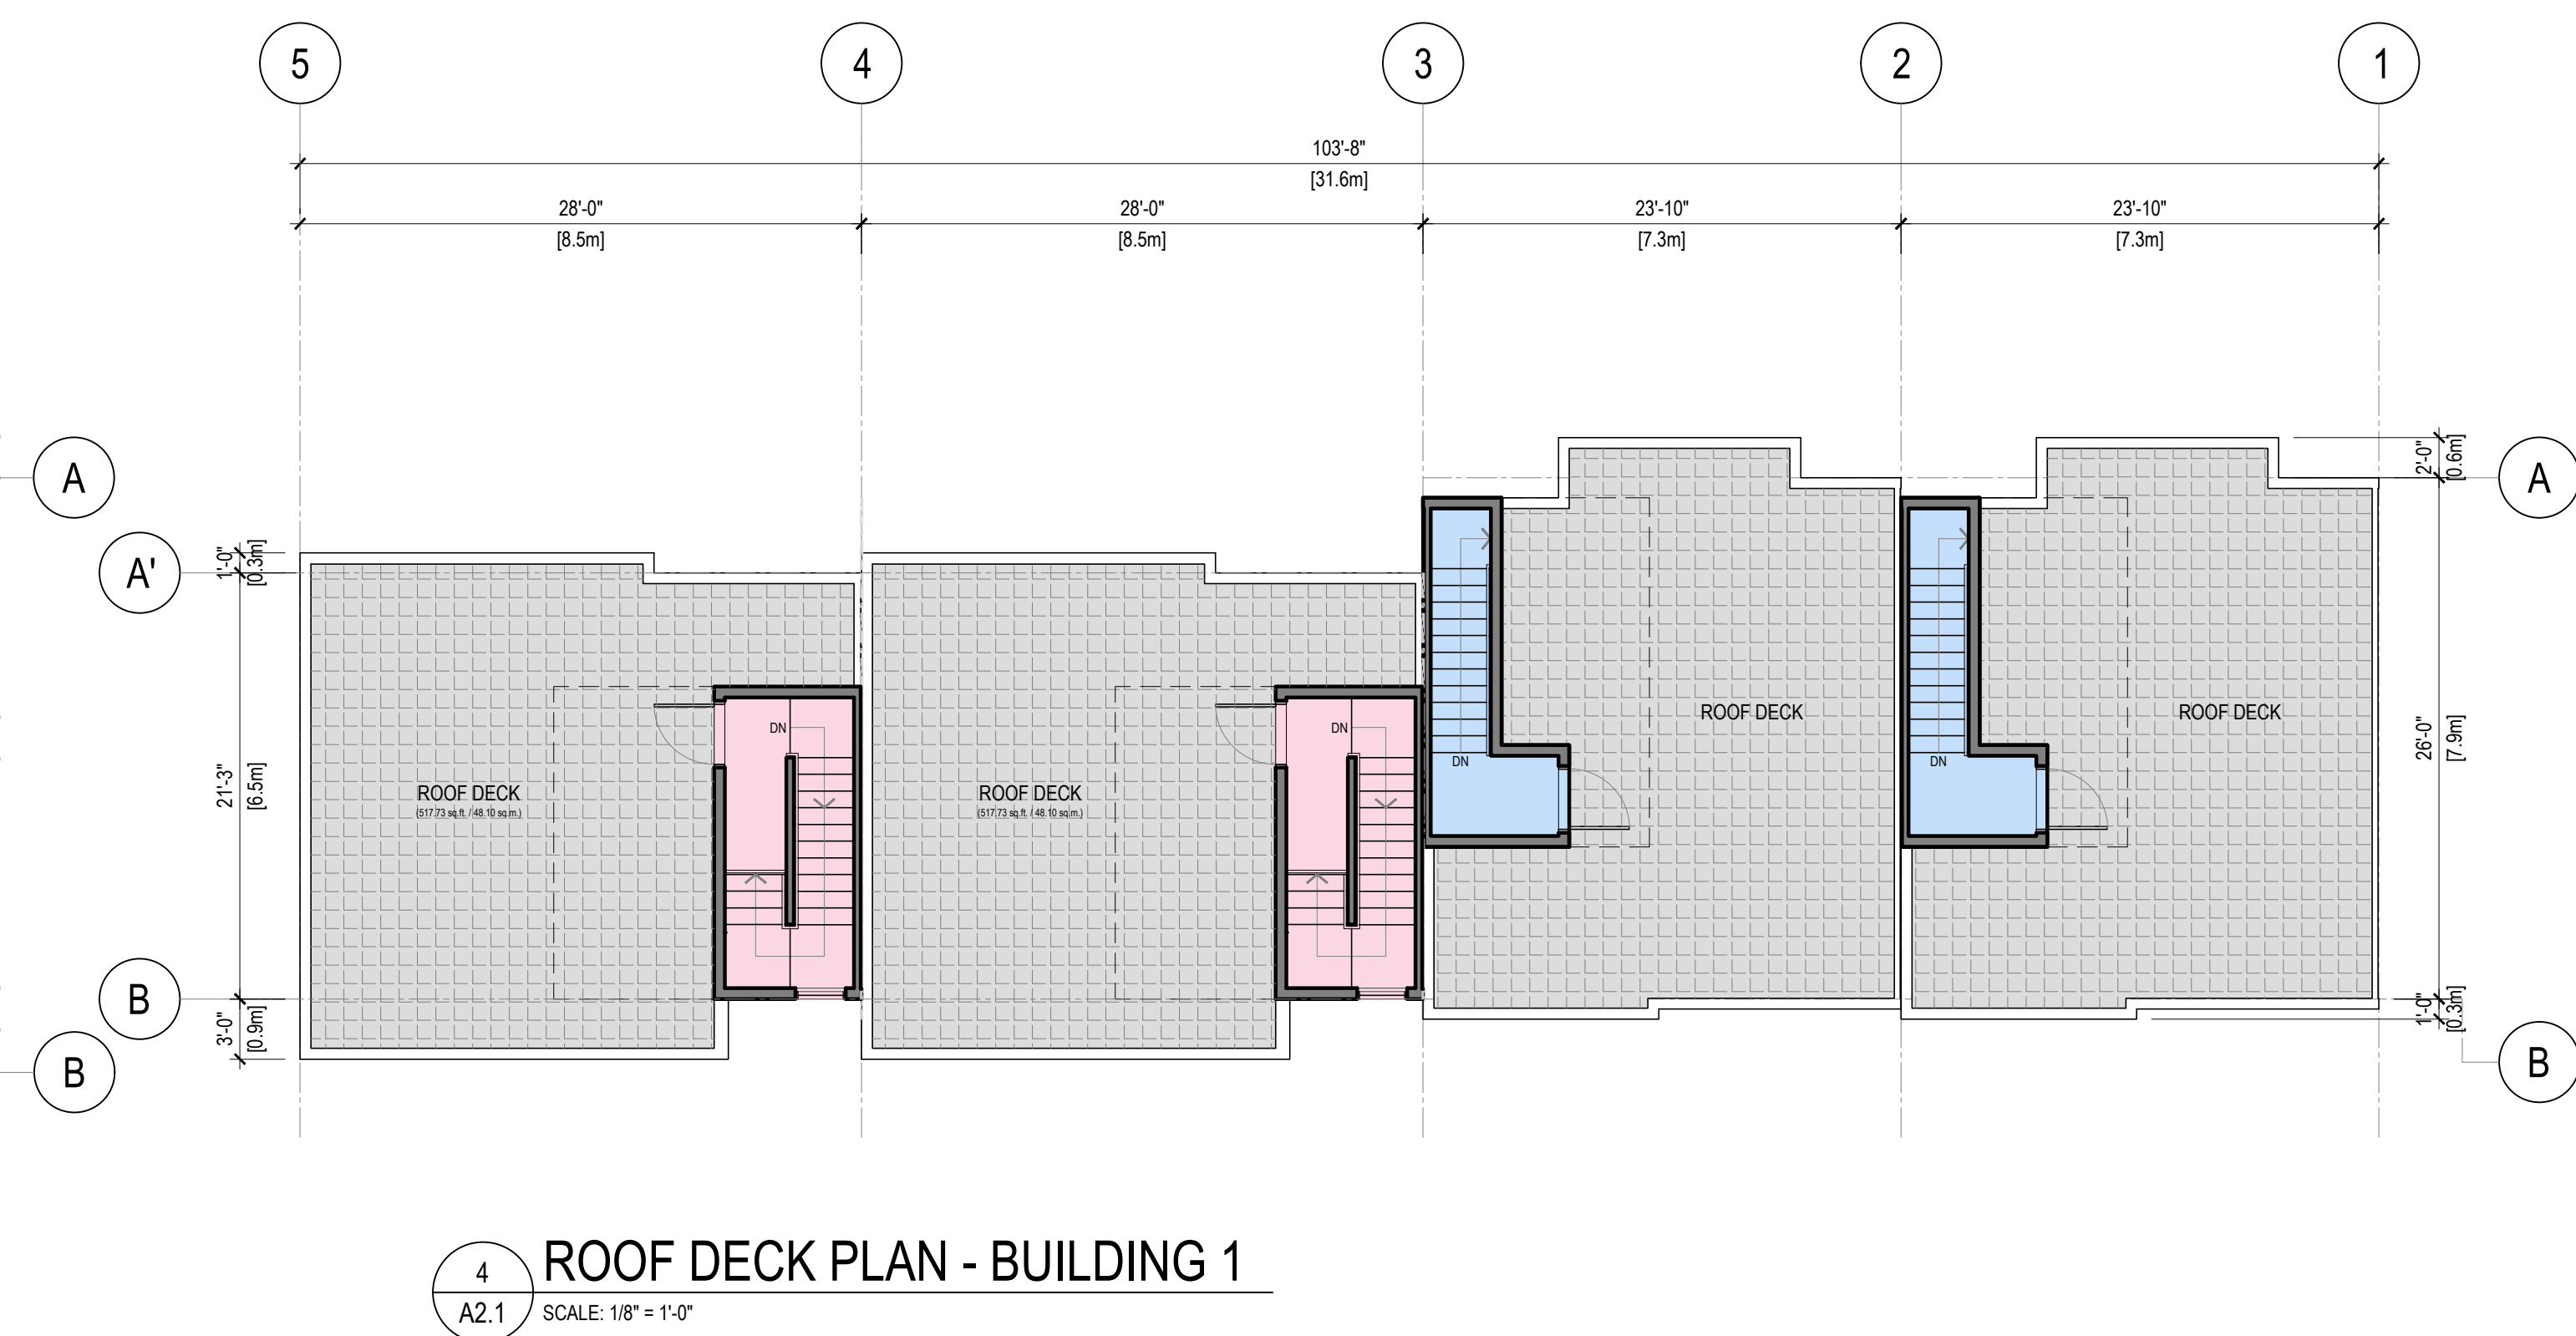 5
4
3
2
1
103'-8"
[31.6m]
28'-0"
28'-0"
23'-10"
23'-10"
[8.5m]
[8.5m]
[7.3m]
[7.3m]
A
A
2'-0"
[0.6m]
A'
1'-0"
[0.3m]
DN
DN
ROOF DECK
ROOF DECK
26'-0"
[7.9m]
DN
DN
21'-3"
[6.5m]
ROOF DECK
(517.73 sq.ft. / 48.10 sq.m.)
ROOF DECK
(517.73 sq.ft. / 48.10 sq.m.)
B
3'-0"
[0.9m]
1'-0"
[0.3m]
B
B
4
ROOF DECK PLAN - BUILDING 1
A2.1
SCALE: 1/8" = 1'-0"